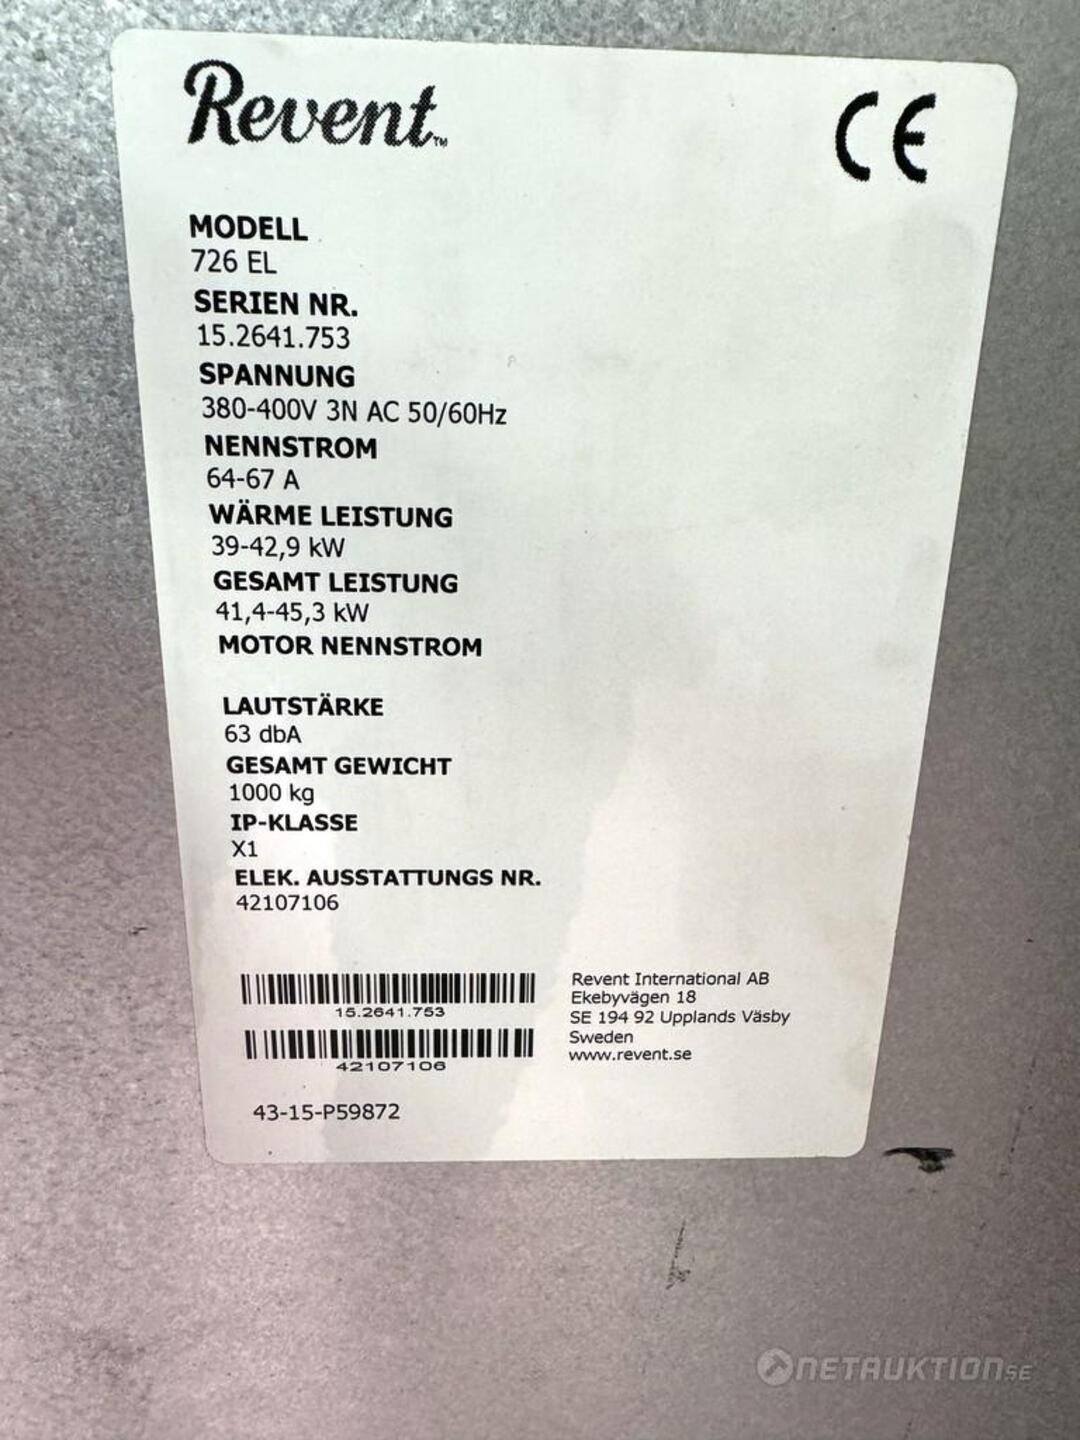 Revent™
CE
MODELL
726 EL
SERIEN NR.
15.2641.753
SPANNUNG
380-400V 3N AC 50/60Hz
NENNSTROM
64-67 A
WÄRME LEISTUNG
39-42,9 kW
GESAMT LEISTUNG
41,4-45,3 kW
MOTOR NENNSTROM
LAUTSTÄRKE
63 dbA
GESAMT GEWICHT
1000 kg
IP-KLASSE
X1
ELEK. AUSSTATTUNGS NR.
42107106
15.2641.753
42107106
43-15-P59872
Revent International AB
Ekebyvägen 18
SE 194 92 Upplands Väsby
Sweden
www.revent.se
NETAUKTION.SE